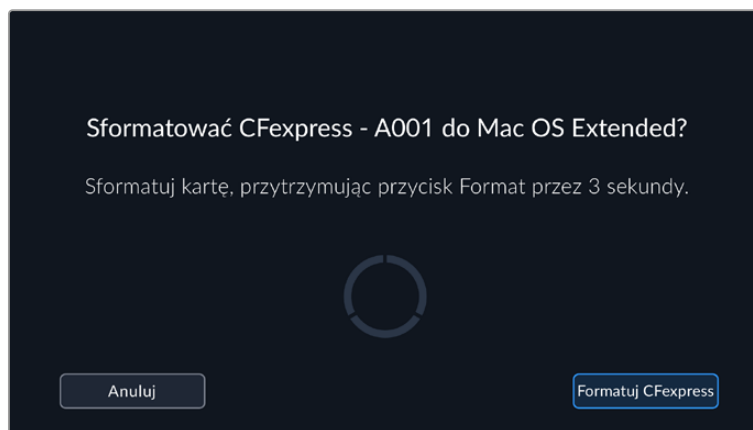 Sformatować CFexpress - A001 do Mac OS Extended?
Sformatuj kartę, przytrzymując przycisk Format przez 3 sekundy.
Anuluj
Formatuj CFexpress